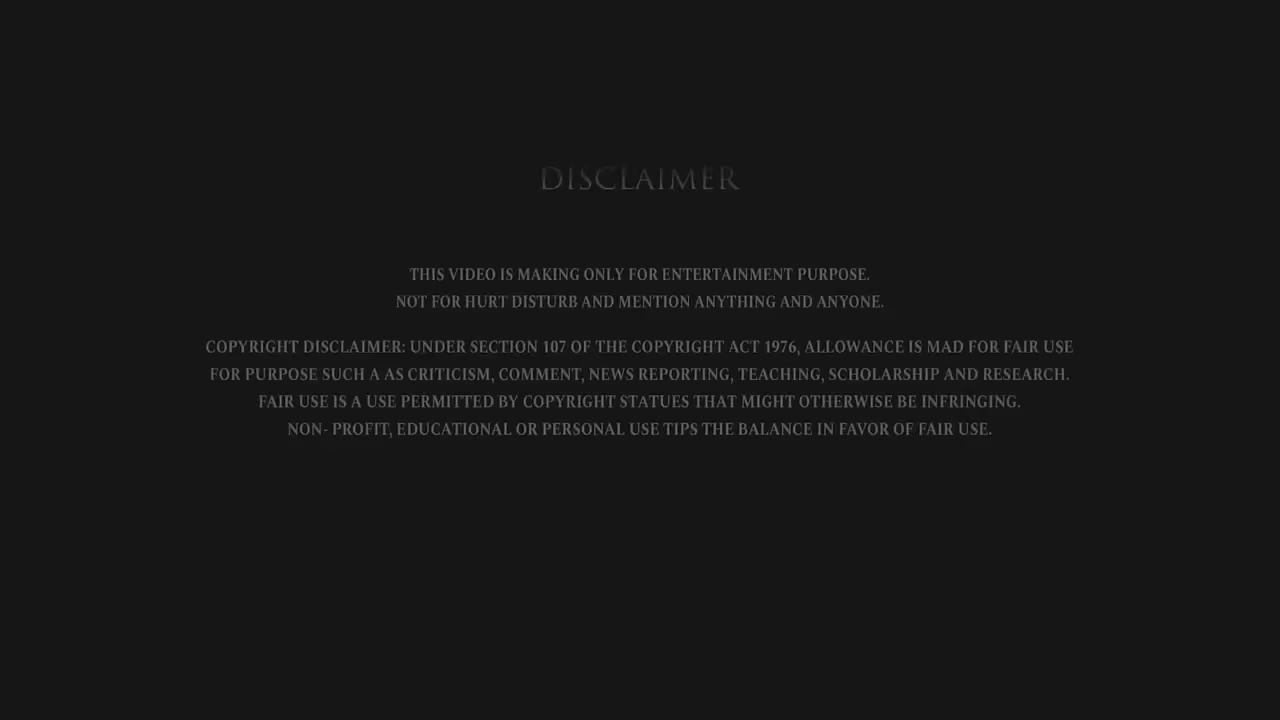 DISCLAIMER
THIS VIDEO IS MAKING ONLY FOR ENTERTAINMENT PURPOSE.
NOT FOR HURT DISTURB AND MENTION ANYTHING AND ANYONE.
COPYRIGHT DISCLAIMER: UNDER SECTION 107 OF THE COPYRIGHT ACT 1976, ALLOWANCE IS MAD FOR FAIR USE
FOR PURPOSE SUCH A AS CRITICISM, COMMENT, NEWS REPORTING, TEACHING, SCHOLARSHIP AND RESEARCH.
FAIR USE IS A USE PERMITTED BY COPYRIGHT STATUES THAT MIGHT OTHERWISE BE INFRINGING.
NON- PROFIT, EDUCATIONAL OR PERSONAL USE TIPS THE BALANCE IN FAVOR OF FAIR USE.